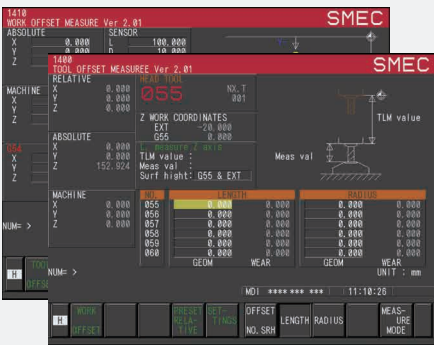 1410
WORK OFFSET MEASURE Ver 2.01
SMEC
ABSOLUTE
SENSOR
X 0.000
L 100.000
Y
Z
MACHINE
X
Y
Z
G54
X
Y
Z
NUM= >
H
1400
TOOL OFFSET MEASUREE Ver 2.01
SMEC
RELATIVE
X 0.000
Y 0.000
Z 0.000
HEAD TOOL
055
NX.T
001
Z WORK COORDINATES
EXT -20.000
G55 0.000
ABSOLUTE
X 0.000
Y 0.000
Z 152.924
L. measure Z axis
TLM value :
Meas val :
Surf hight: G55 & EXT
TLM value
Meas val
MACHINE
X 0.000
Y 0.000
Z 0.000
NO. LENGTH RADIUS
055 0.000 0.000 0.000 0.000
056 0.000 0.000 0.000 0.000
057 0.000 0.000 0.000 0.000
058 0.000 0.000 0.000 0.000
059 0.000 0.000 0.000 0.000
060 0.000 0.000 0.000 0.000
GEOM WEAR GEOM WEAR
UNIT : mm
NUM= >
MDI **** *** *** 11:10:26
H
WORK OFFSET
PRESET RELA-TIVE
SET-TINGS
OFFSET NO.SRH
LENGTH
RADIUS
MEAS-URE MODE